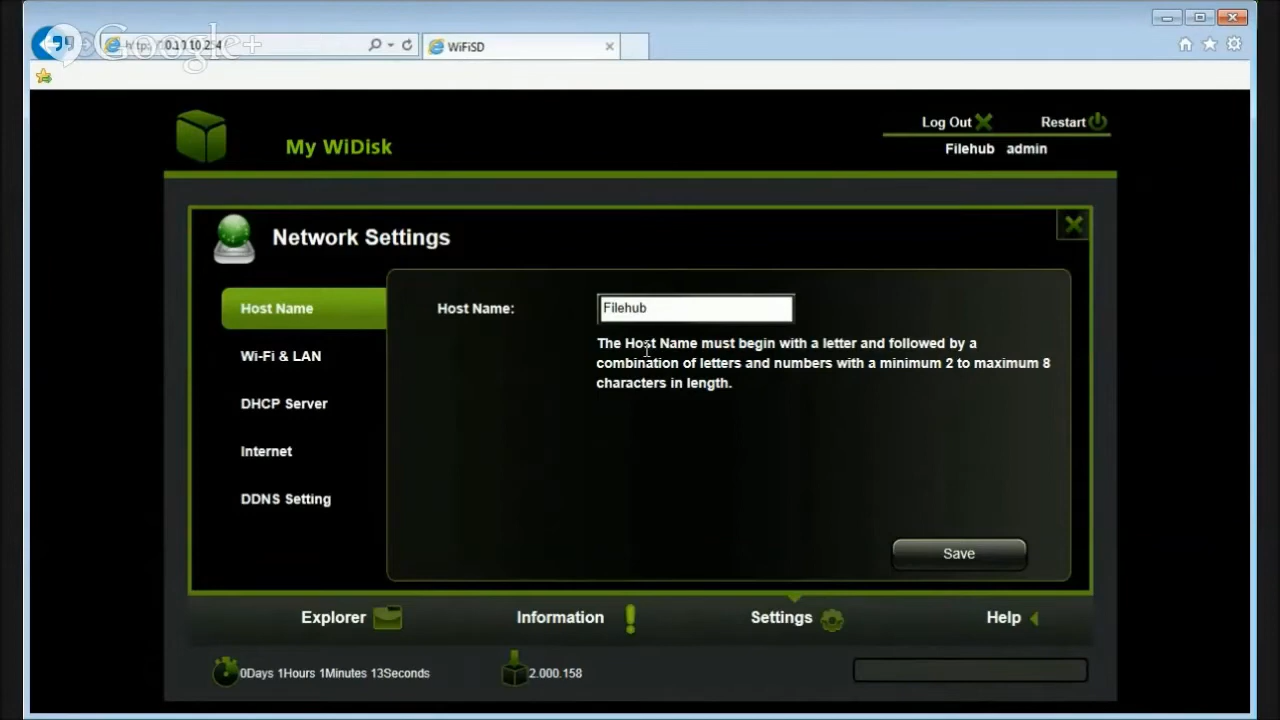 Google+
WiFiSD
My WiDisk
Log Out
Restart
Filehub admin
Network Settings
Host Name
Wi-Fi & LAN
DHCP Server
Internet
DDNS Setting
Host Name:
Filehub
The Host Name must begin with a letter and followed by a
combination of letters and numbers with a minimum 2 to maximum 8
characters in length.
Save
Explorer
Information
Settings
Help
0Days 1Hours 1Minutes 13Seconds
2.000.158